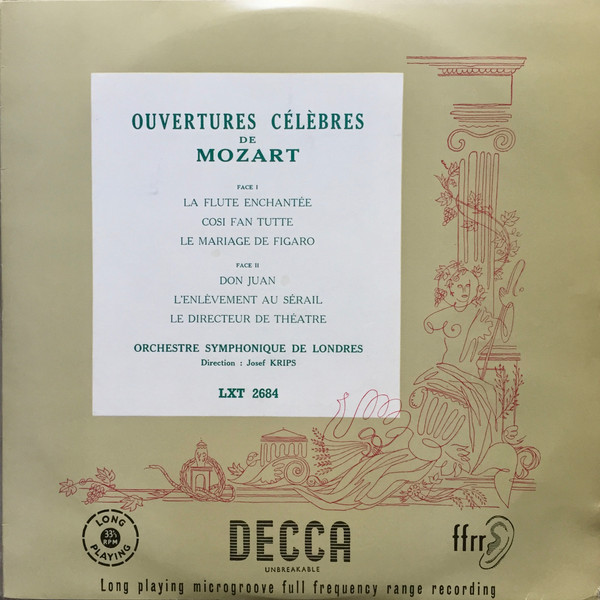 OUVERTURES CÉLÈBRES
DE
MOZART
FACE I
LA FLUTE ENCHANTÉE
COSI FAN TUTTE
LE MARIAGE DE FIGARO
FACE II
DON JUAN
L'ENLÈVEMENT AU SÉRAIL
LE DIRECTEUR DE THÉATRE
ORCHESTRE SYMPHONIQUE DE LONDRES
Direction : Josef KRIPS
LXT 2684
LONG
33⅓
RPM
PLAYING
DECCA
UNBREAKABLE
ffrr
Long playing microgroove full frequency range recording